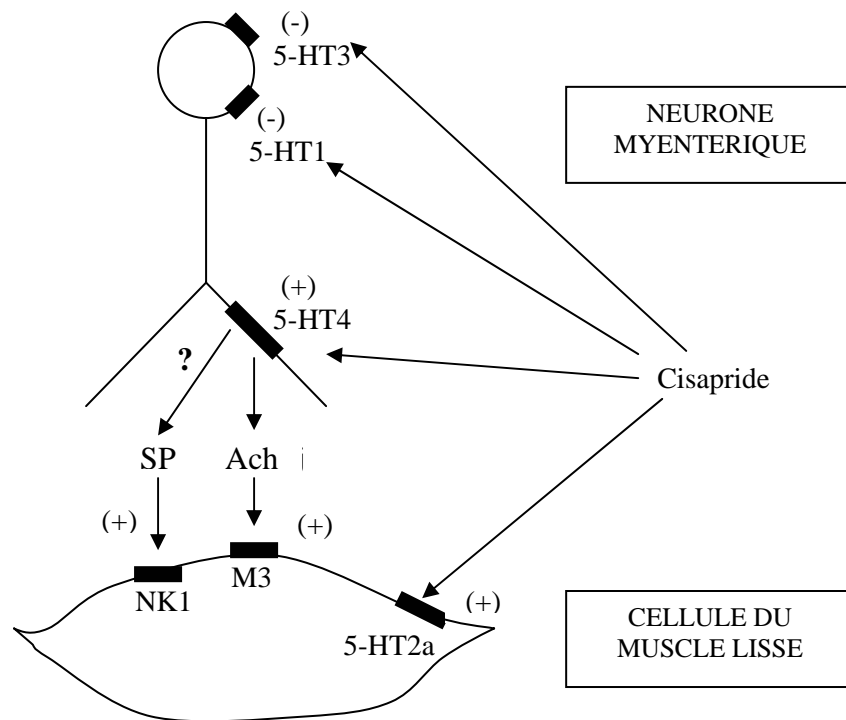 (-)
5-HT3
(-)
5-HT1
NEURONE
MYENTERIQUE
(+)
5-HT4
?
Cisapride
SP
Ach
(+)
(+)
M3
NK1
(+)
5-HT2a
CELLULE DU
MUSCLE LISSE